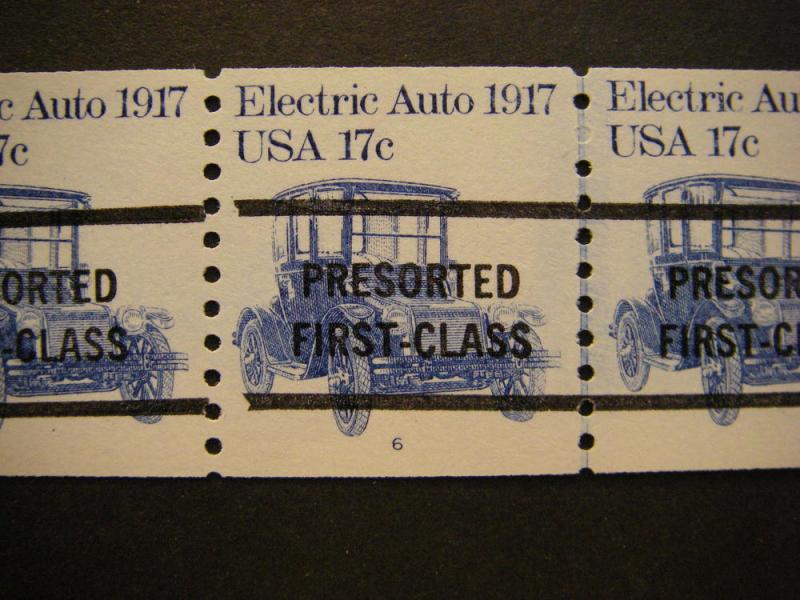 c Auto 1917 Electric Auto 1917 Electric Au
7c USA 17c USA 17c
ORTED PRESORTED PRESOR
-CLASS FIRST-CLASS FIRST-C
6